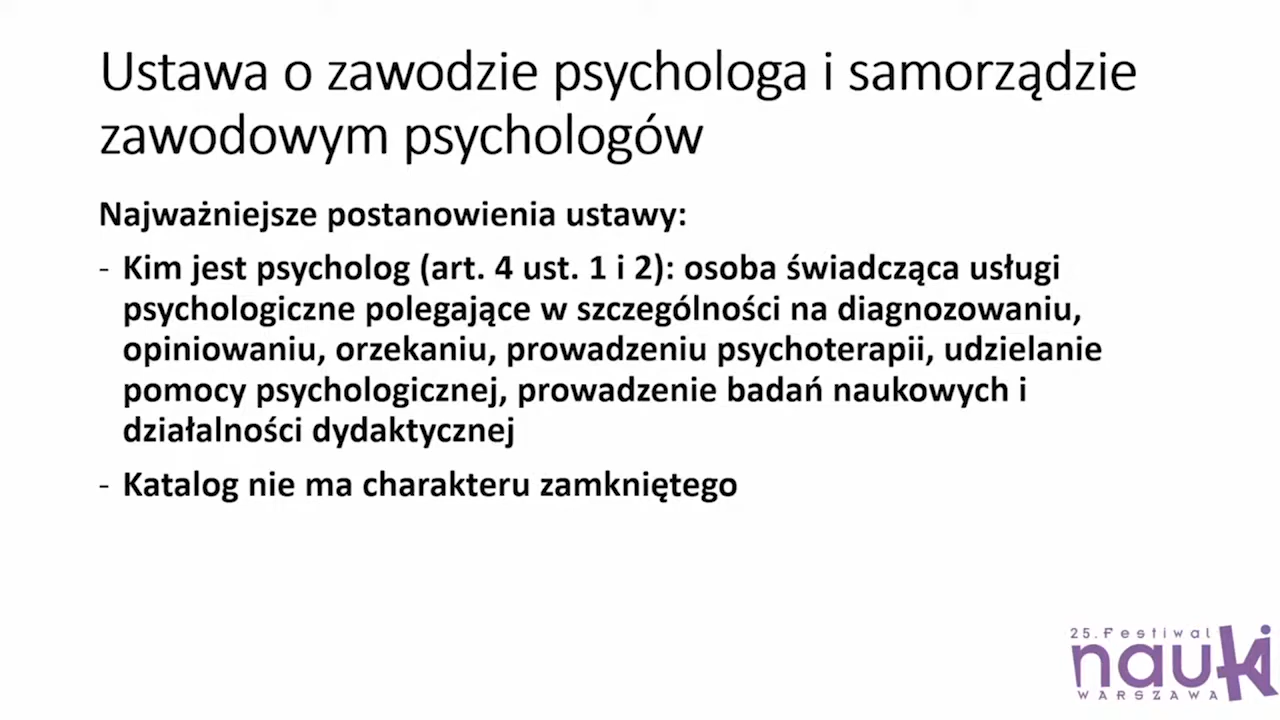 Ustawa o zawodzie psychologa i samorządzie
zawodowym psychologów
Najważniejsze postanowienia ustawy:
- Kim jest psycholog (art. 4 ust. 1 i 2): osoba świadcząca usługi
psychologiczne polegające w szczególności na diagnozowaniu,
opiniowaniu, orzekaniu, prowadzeniu psychoterapii, udzielanie
pomocy psychologicznej, prowadzenie badań naukowych i
działalności dydaktycznej
- Katalog nie ma charakteru zamkniętego
25.Festiwal
nauki
WARSZAWA